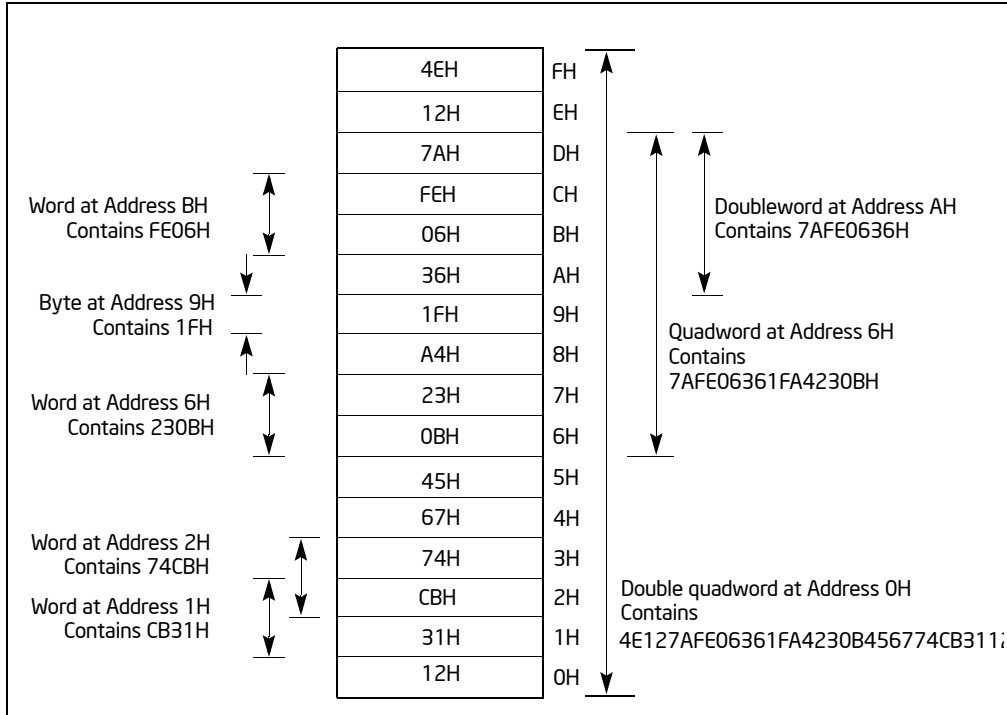 4EH FH
12H EH
7AH DH
Word at Address BH
Contains FE06H
FEH CH
06H BH
Doubleword at Address AH
Contains 7AFE0636H
36H AH
Byte at Address 9H
Contains 1FH
1FH 9H
A4H 8H
Quadword at Address 6H
Contains
7AFE06361FA4230BH
Word at Address 6H
Contains 230BH
23H 7H
0BH 6H
45H 5H
67H 4H
Word at Address 2H
Contains 74CBH
74H 3H
CBH 2H
Word at Address 1H
Contains CB31H
31H 1H
12H 0H
Double quadword at Address 0H
Contains
4E127AFE06361FA4230B456774CB3112